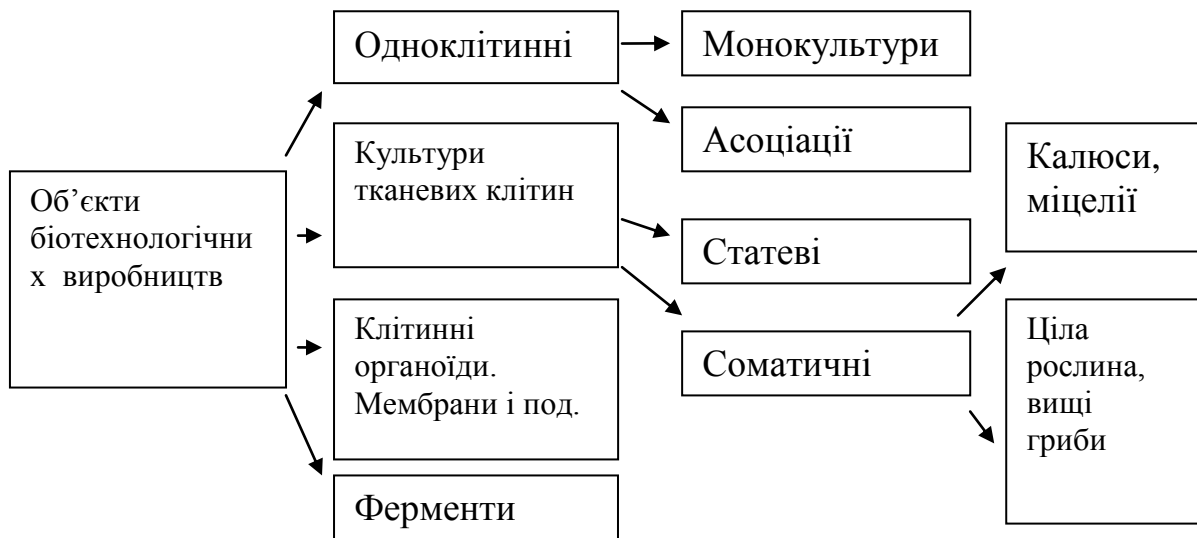 Об’єкти
біотехнологічни
х виробництв
Одноклітинні
Культури
тканевих клітин
Клітинні
органоїди.
Мембрани і под.
Ферменти
Монокультури
Асоціації
Статеві
Соматичні
Калюси,
міцелії
Ціла
рослина,
вищі
гриби